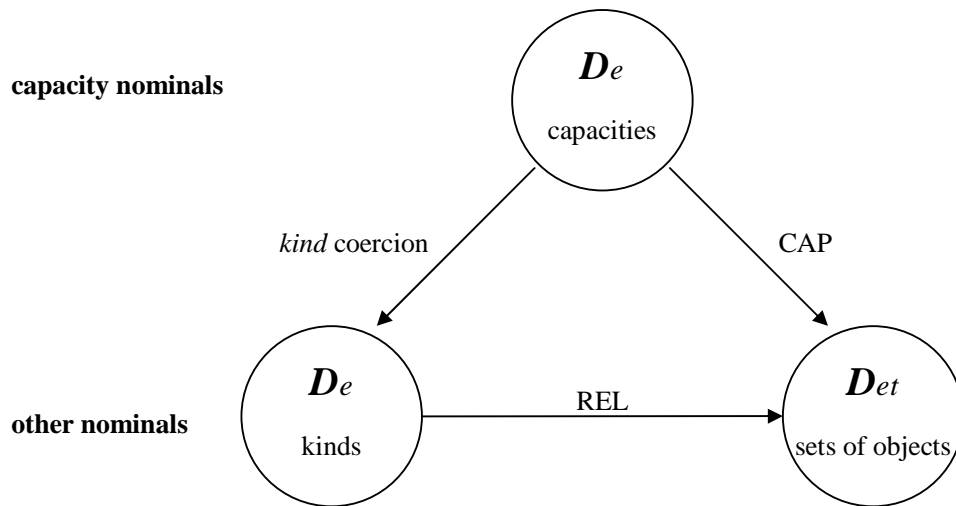 De
capacity nominals
capacities
kind coercion
CAP
De
Det
REL
other nominals
kinds
sets of objects